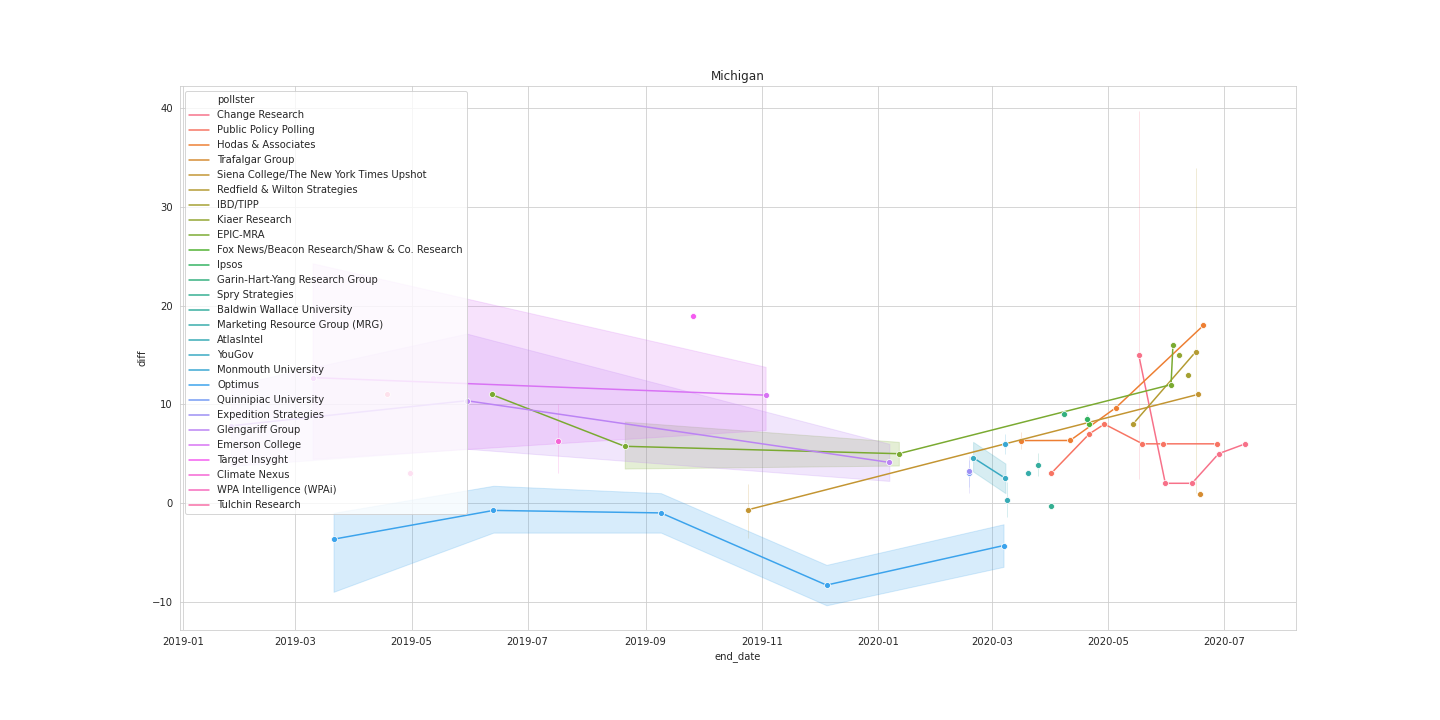 Michigan
40
30
20
10
0
−10
diff
pollster
Change Research
Public Policy Polling
Hodas & Associates
Trafalgar Group
Siena College/The New York Times Upshot
Redfield & Wilton Strategies
IBD/TIPP
Kiaer Research
EPIC-MRA
Fox News/Beacon Research/Shaw & Co. Research
Ipsos
Garin-Hart-Yang Research Group
Spry Strategies
Baldwin Wallace University
Marketing Resource Group (MRG)
AtlasIntel
YouGov
Monmouth University
Optimus
Quinnipiac University
Expedition Strategies
Glengariff Group
Emerson College
Target Insyght
Climate Nexus
WPA Intelligence (WPAi)
Tulchin Research
2019-01
2019-03
2019-05
2019-07
2019-09
2019-11
2020-01
2020-03
2020-05
2020-07
end_date